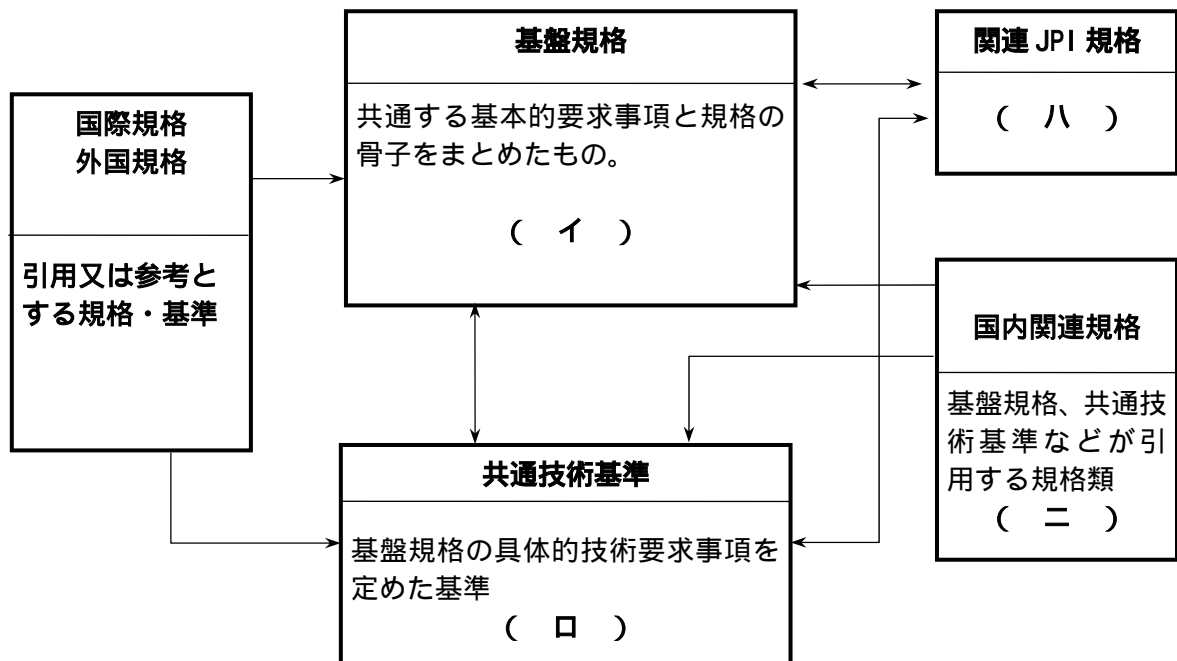 国際規格
外国規格
引用又は参考と
する規格・基準
基盤規格
共通する基本的要求事項と規格の
骨子をまとめたもの。
( イ )
関連 JPI 規格
( ハ )
国内関連規格
基盤規格、共通技
術基準などが引
用する規格類
( ニ )
共通技術基準
基盤規格の具体的技術要求事項を
定めた基準
( ロ )